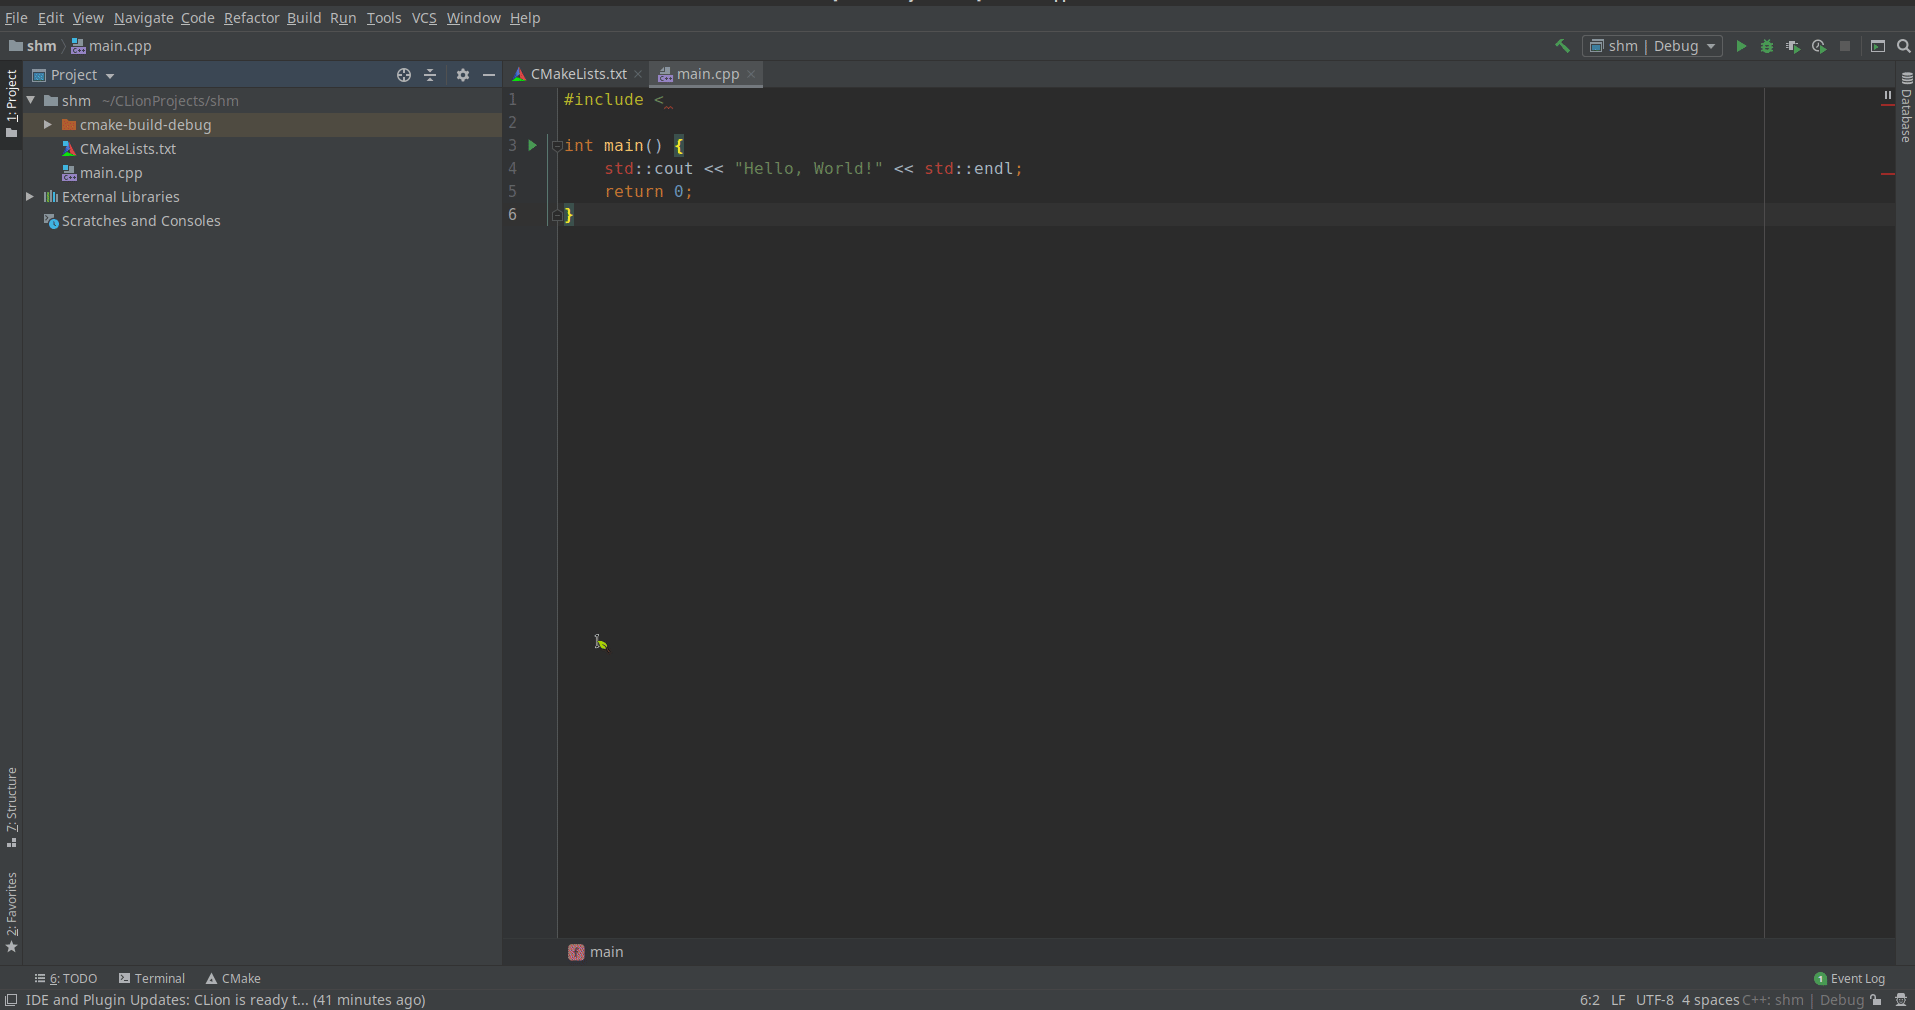 File Edit View Navigate Code Refactor Build Run Tools VCS Window Help
shm main.cpp
shm | Debug
1: Project
Project
CMakeLists.txt
main.cpp
shm ~/CLionProjects/shm
cmake-build-debug
CMakeLists.txt
main.cpp
External Libraries
Scratches and Consoles
1 #include <
2
3 int main() {
4 std::cout << "Hello, World!" << std::endl;
5 return 0;
6 }
Database
7: Structure
2: Favorites
f main
6: TODO Terminal CMake
1 Event Log
IDE and Plugin Updates: CLion is ready t... (41 minutes ago)
6:2 LF UTF-8 4 spaces C++: shm | Debug